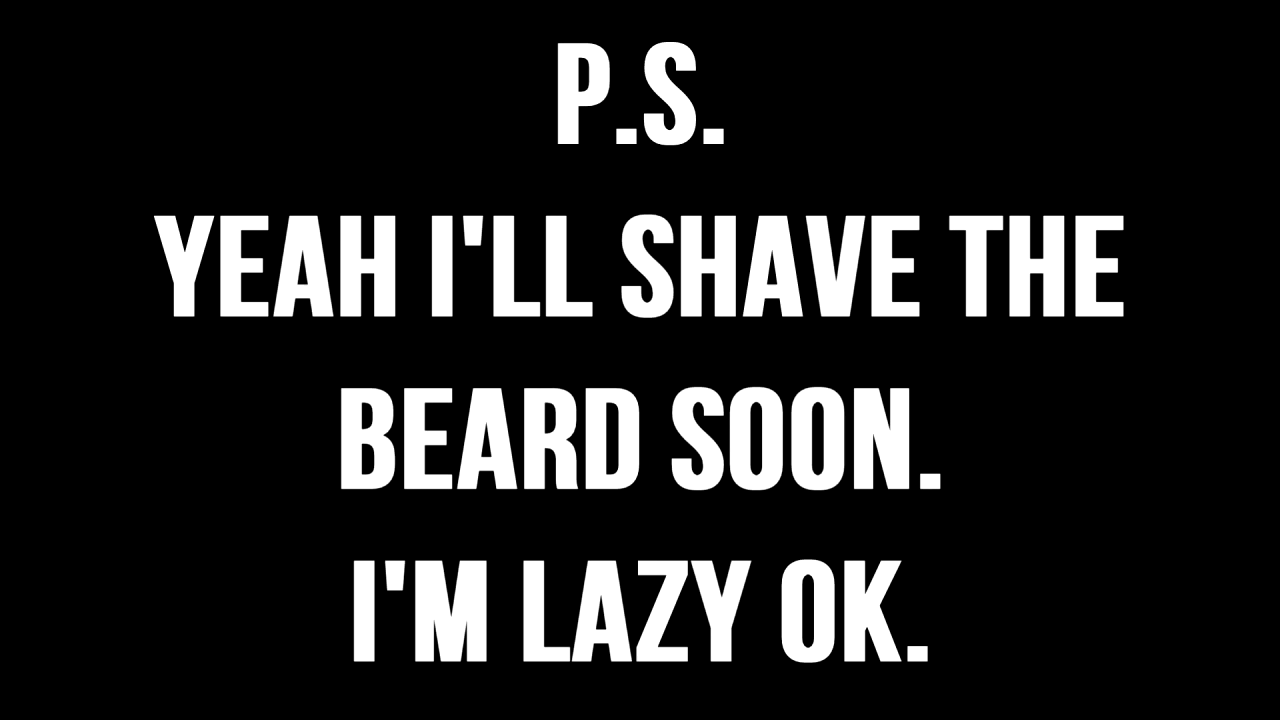 P.S.
YEAH I'LL SHAVE THE
BEARD SOON.
I'M LAZY OK.